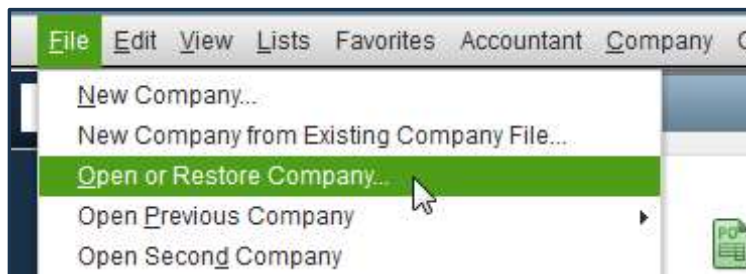 File Edit View Lists Favorites Accountant Company
New Company...
New Company from Existing Company File...
Open or Restore Company...
Open Previous Company
Open Second Company
PO